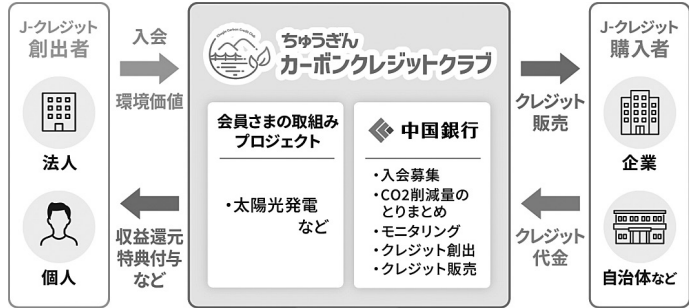 J-クレジット
創出者
法人
個人
入会
環境価値
収益還元
特典付与
など
ちゅうぎん
カーボンクレジットクラブ
会員さまの取組み
プロジェクト
・太陽光発電
など
中国銀行
・入会募集
・CO2削減量の
とりまとめ
・モニタリング
・クレジット創出
・クレジット販売
クレジット
販売
クレジット
代金
J-クレジット
購入者
企業
自治体など